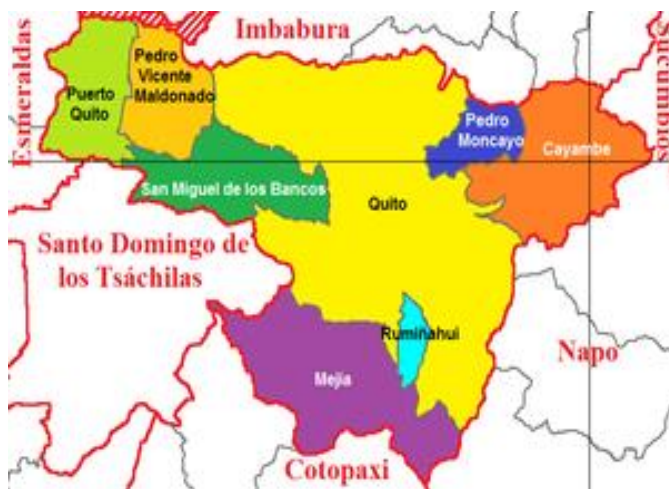 Imbabura
Esmeraldas
Sucumbíos
Pedro
Vicente
Maldonado
Puerto
Quito
Pedro
Moncayo
Cayambe
San Miguel de los Bancos
Quito
Santo Domingo de
los Tsáchilas
Rumiñahui
Napo
Mejía
Cotopaxi